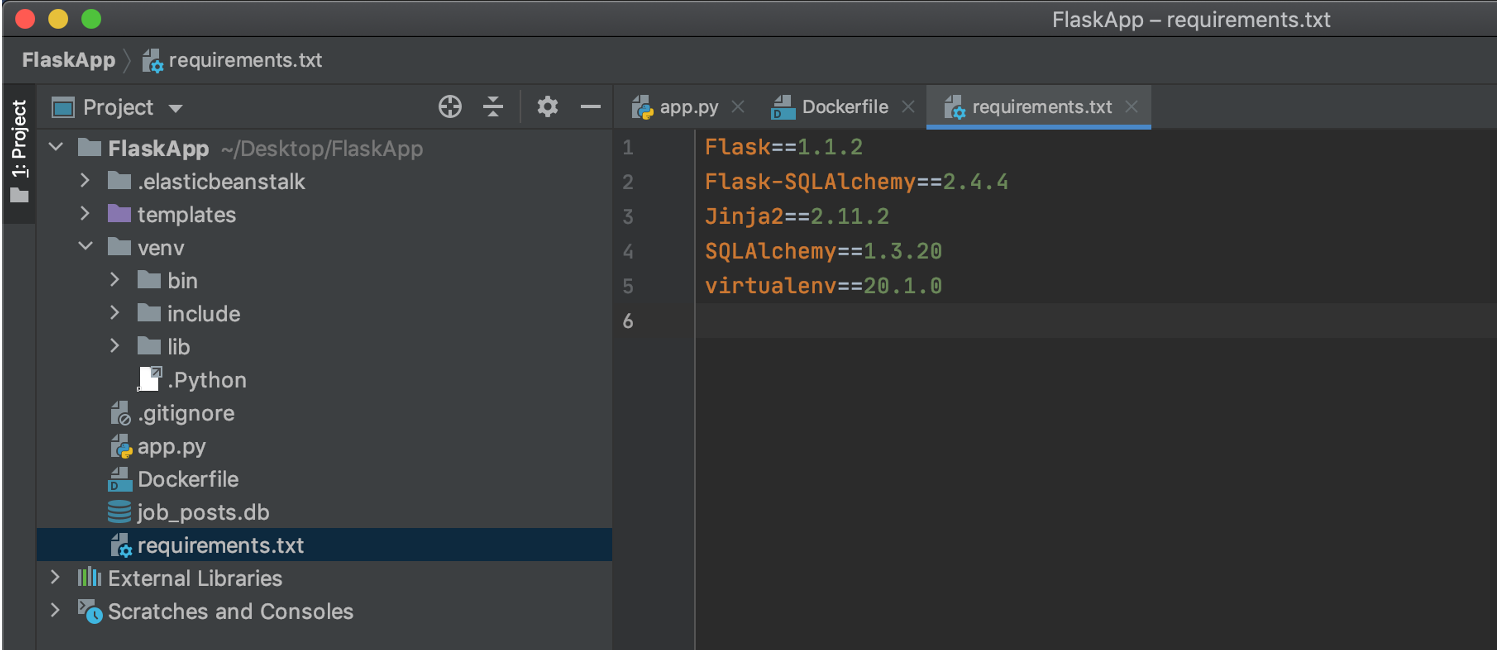 FlaskApp – requirements.txt
FlaskApp requirements.txt
1: Project
Project
FlaskApp ~/Desktop/FlaskApp
.elasticbeanstalk
templates
venv
bin
include
lib
.Python
.gitignore
app.py
Dockerfile
job_posts.db
requirements.txt
External Libraries
Scratches and Consoles
app.py Dockerfile requirements.txt
1 Flask==1.1.2
2 Flask-SQLAlchemy==2.4.4
3 Jinja2==2.11.2
4 SQLAlchemy==1.3.20
5 virtualenv==20.1.0
6